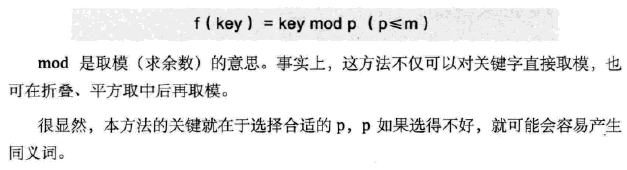 f ( key ) = key mod p ( p≤m )
mod 是取模（求余数）的意思。事实上，这方法不仅可以对关键字直接取模，也
可在折叠、平方取中后再取模。
很显然，本方法的关键就在于选择合适的 p，p 如果选得不好，就可能会容易产生
同义词。